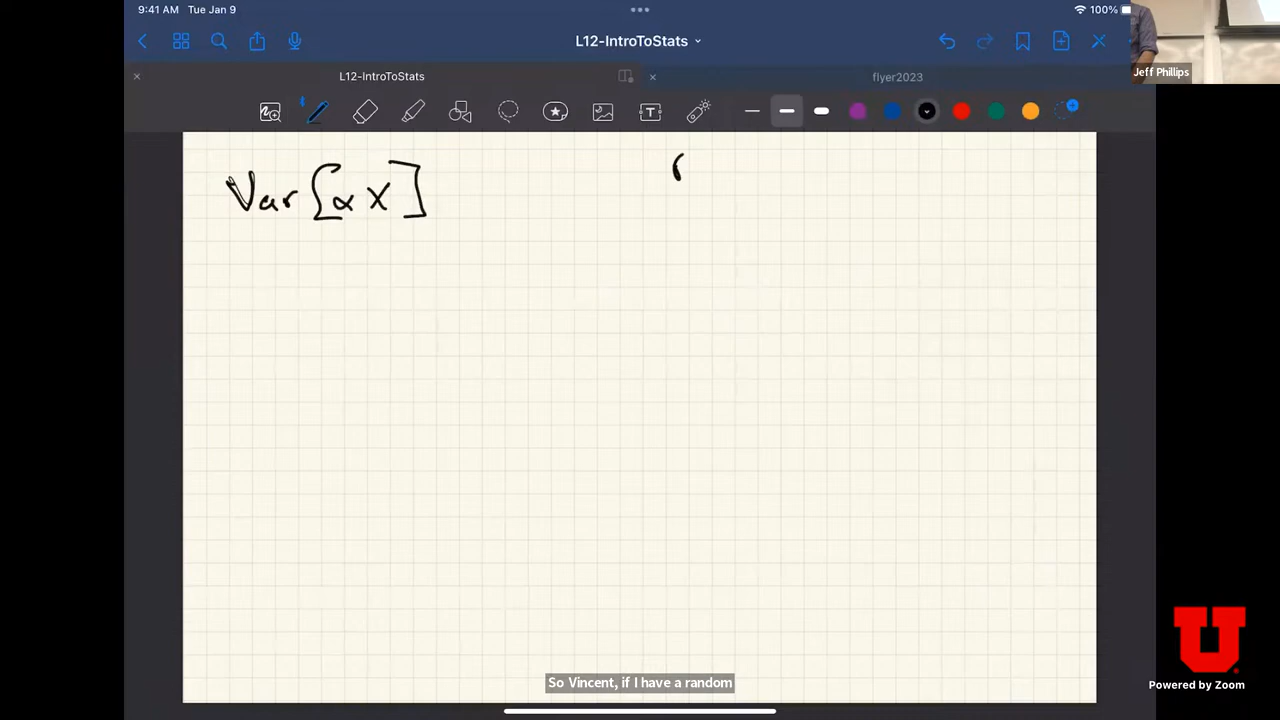 9:41 AM Tue Jan 9
100%
L12-IntroToStats
L12-IntroToStats
flyer2023
Jeff Phillips
T
Var[αX]
So Vincent, if I have a random
U
Powered by Zoom